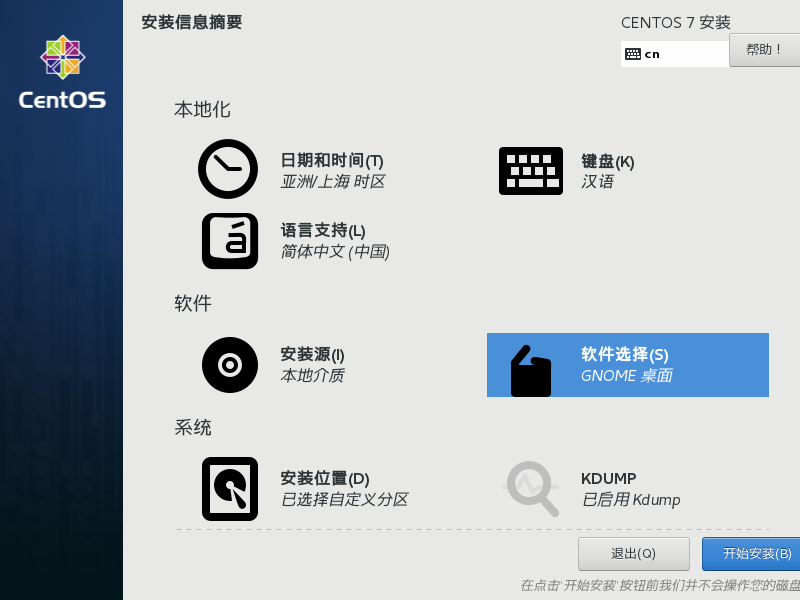 安装信息摘要
CENTOS 7 安装
cn
帮助！
CentOS
本地化
日期和时间(T)
亚洲/上海 时区
键盘(K)
汉语
á
语言支持(L)
简体中文 (中国)
软件
安装源(I)
本地介质
软件选择(S)
GNOME 桌面
系统
安装位置(D)
已选择自定义分区
KDUMP
已启用 Kdump
退出(Q)
开始安装(B)
在点击‘开始安装’按钮前我们并不会操作您的磁盘